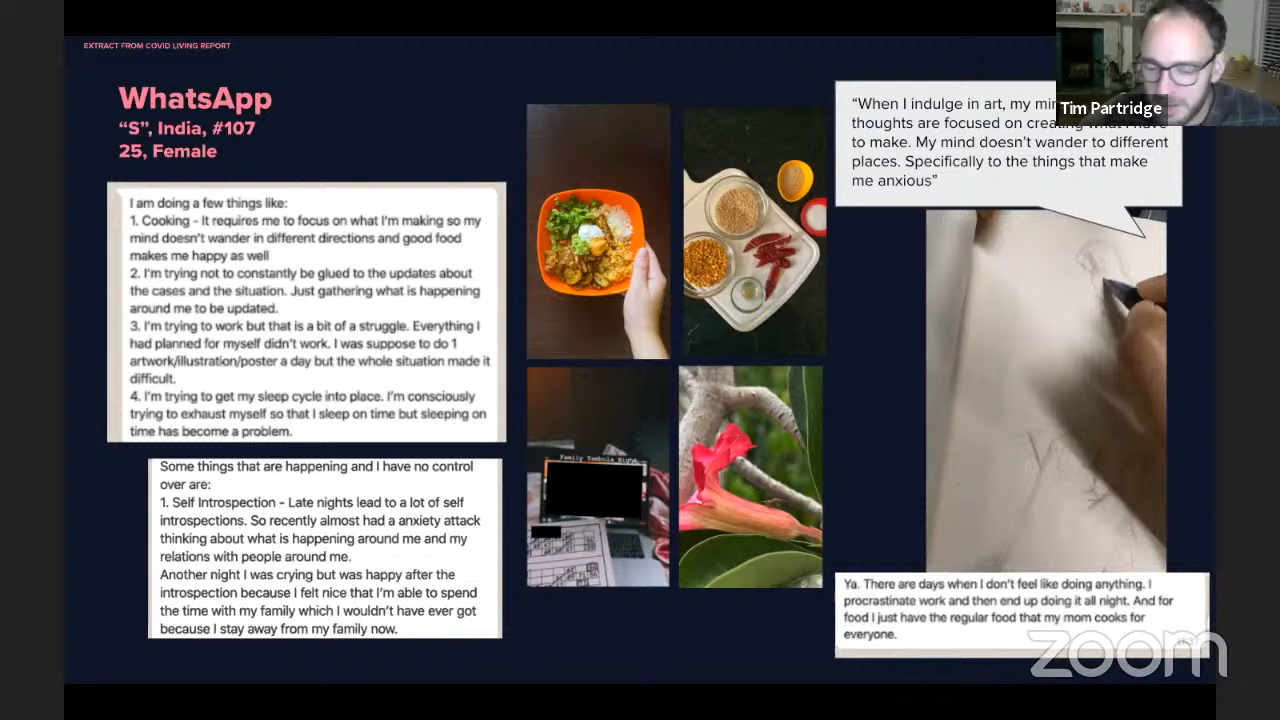 EXTRACT FROM COVID LIVING REPORT
WhatsApp
“S”, India, #107
25, Female
I am doing a few things like:
1. Cooking - It requires me to focus on what I'm making so my
mind doesn't wander in different directions and good food
makes me happy as well
2. I'm trying not to constantly be glued to the updates about
the cases and the situation. Just gathering what is happening
around me to be updated.
3. I'm trying to work but that is a bit of a struggle. Everything I
had planned for myself didn't work. I was suppose to do 1
artwork/illustration/poster a day but the whole situation made it
difficult.
4. I'm trying to get my sleep cycle into place. I'm consciously
trying to exhaust myself so that I sleep on time but sleeping on
time has become a problem.
Some things that are happening and I have no control
over are:
1. Self Introspection - Late nights lead to a lot of self
introspections. So recently almost had a anxiety attack
thinking about what is happening around me and my
relations with people around me.
Another night I was crying but was happy after the
introspection because I felt nice that I'm able to spend
the time with my family which I wouldn't have ever got
because I stay away from my family now.
Family Tambola Night
“When I indulge in art, my
thoughts are focused on
to make. My mind doesn’t wander to different
places. Specifically to the things that make
me anxious”
Tim Partridge
Ya. There are days when I don't feel like doing anything. I
procrastinate work and then end up doing it all night. And for
food I just have the regular food that my mom cooks for
everyone.
zoom